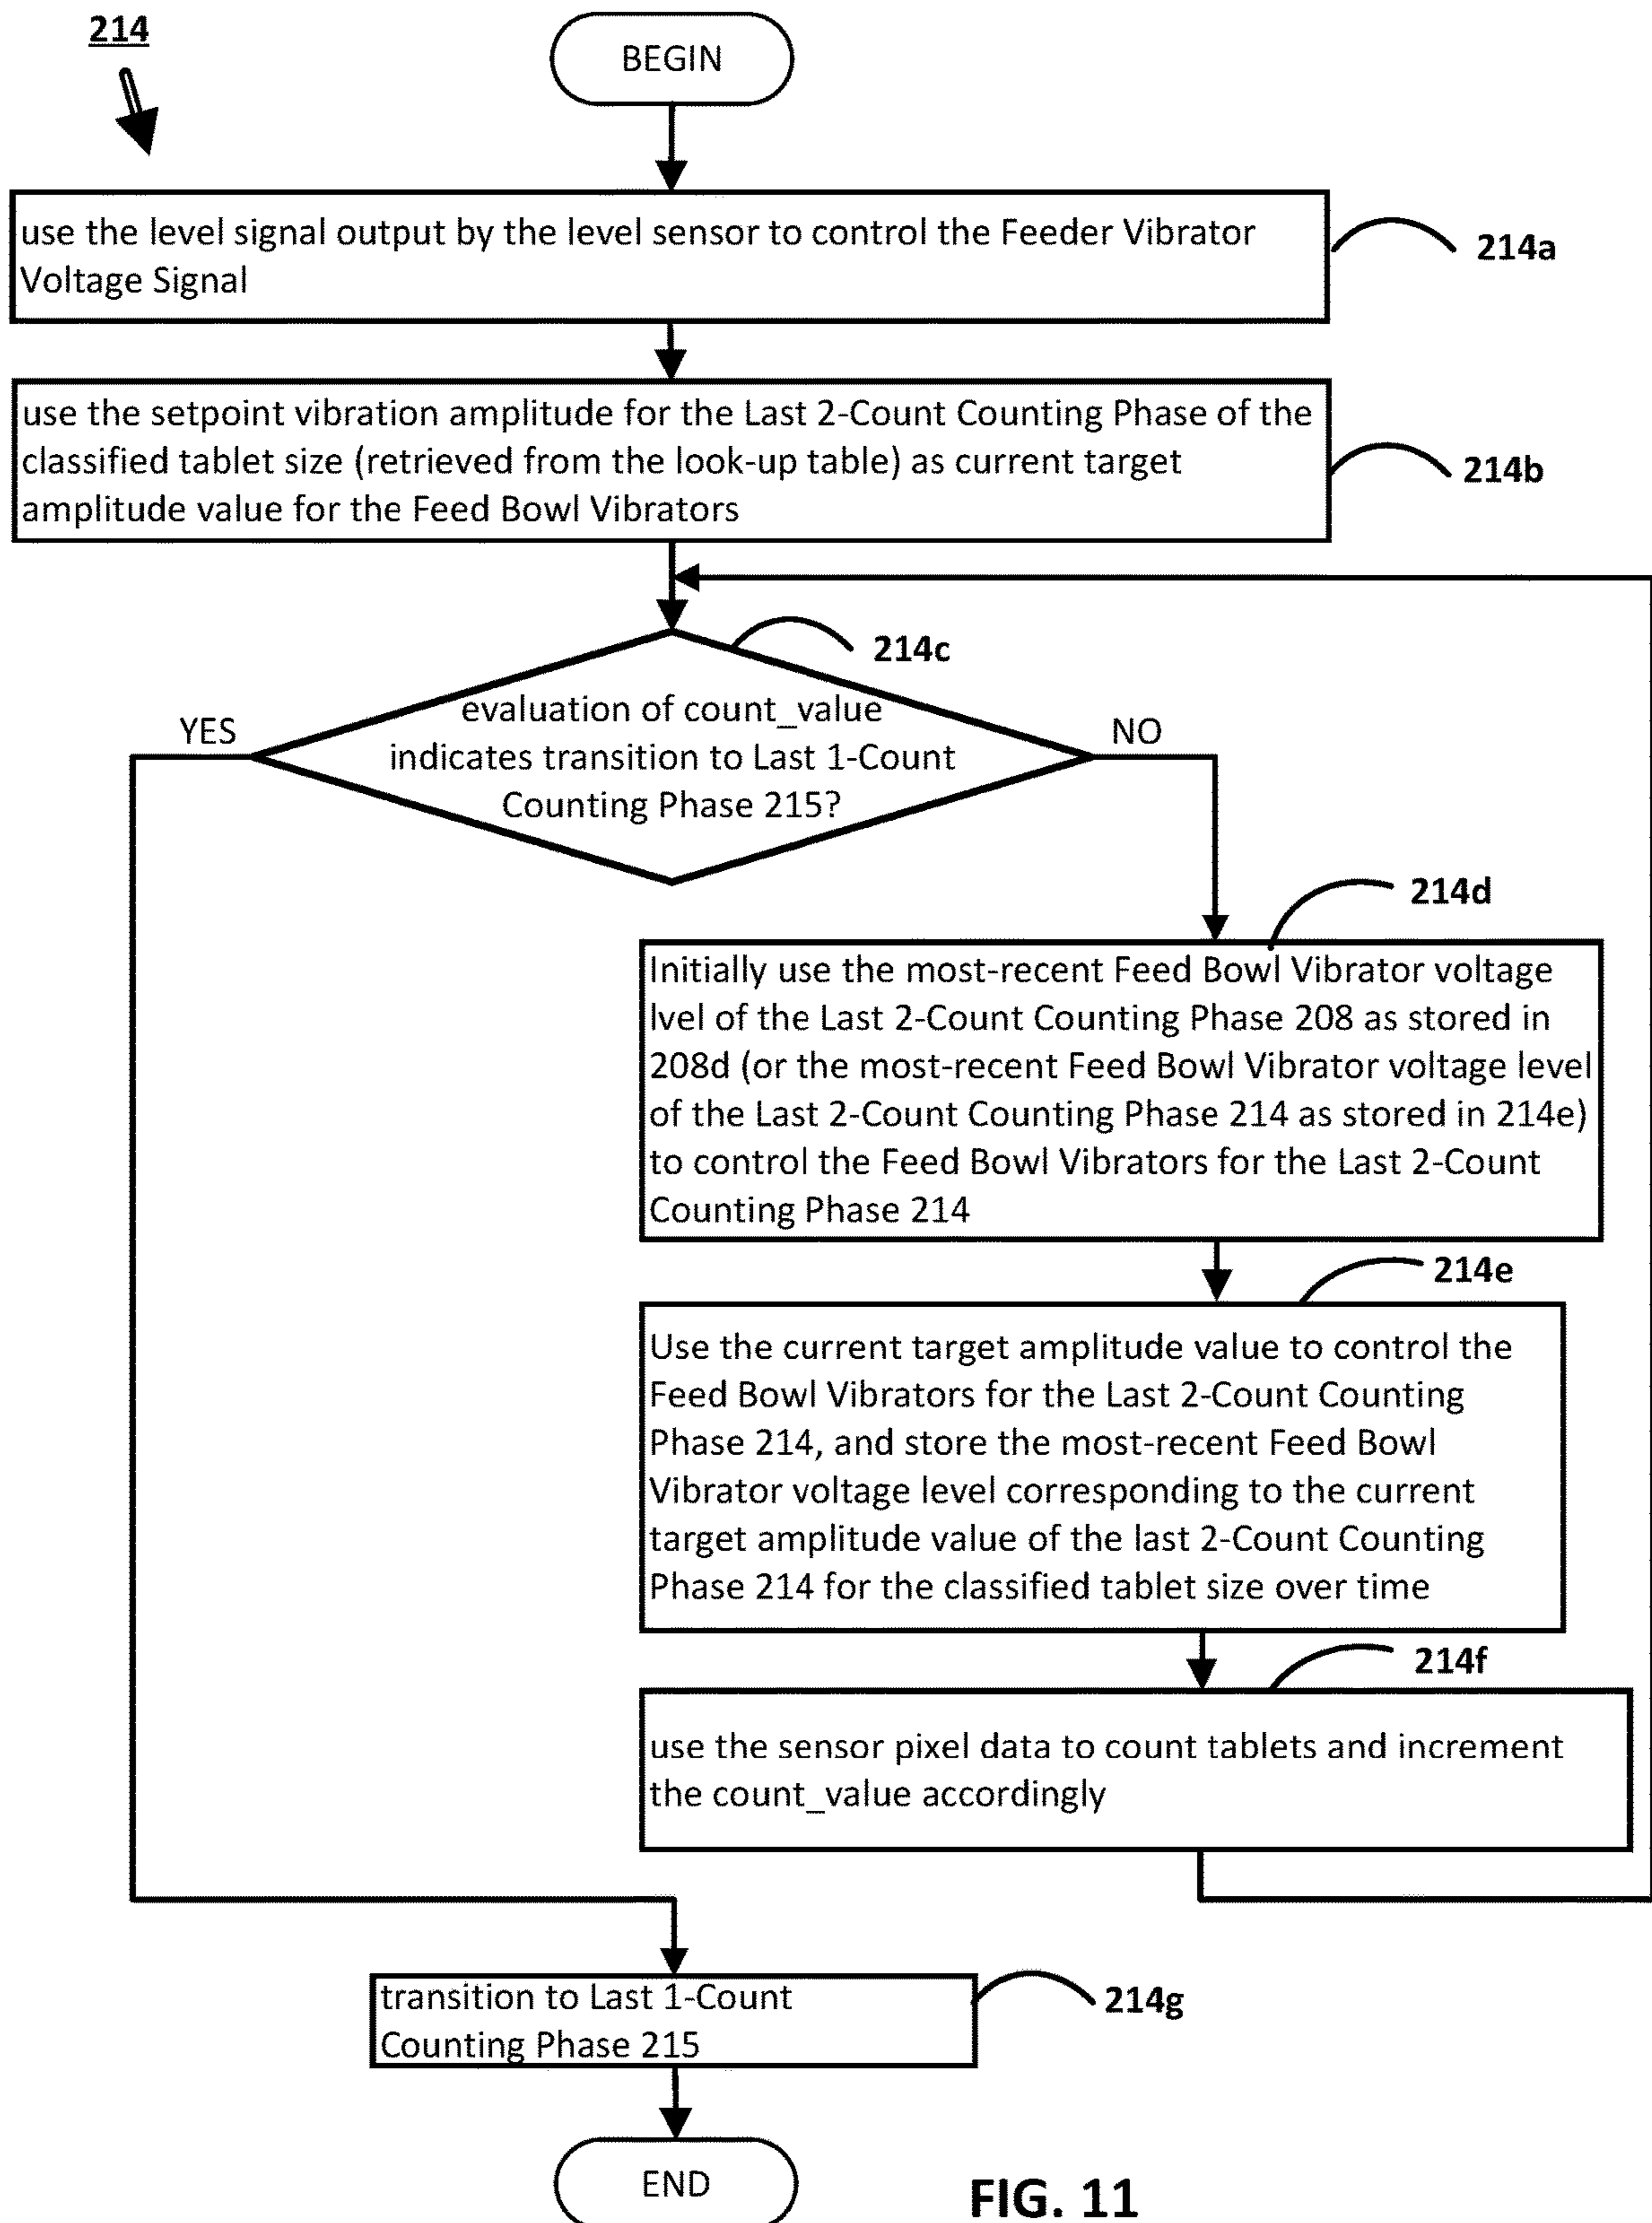 214
BEGIN
use the level signal output by the level sensor to control the Feeder Vibrator
Voltage Signal
214a
use the setpoint vibration amplitude for the Last 2-Count Counting Phase of the
classified tablet size (retrieved from the look-up table) as current target
amplitude value for the Feed Bowl Vibrators
214b
214c
evaluation of count_value
indicates transition to Last 1-Count
Counting Phase 215?
YES
NO
214d
Initially use the most-recent Feed Bowl Vibrator voltage
lvel of the Last 2-Count Counting Phase 208 as stored in
208d (or the most-recent Feed Bowl Vibrator voltage level
of the Last 2-Count Counting Phase 214 as stored in 214e)
to control the Feed Bowl Vibrators for the Last 2-Count
Counting Phase 214
214e
Use the current target amplitude value to control the
Feed Bowl Vibrators for the Last 2-Count Counting
Phase 214, and store the most-recent Feed Bowl
Vibrator voltage level corresponding to the current
target amplitude value of the last 2-Count Counting
Phase 214 for the classified tablet size over time
214f
use the sensor pixel data to count tablets and increment
the count_value accordingly
transition to Last 1-Count
Counting Phase 215
214g
END
FIG. 11